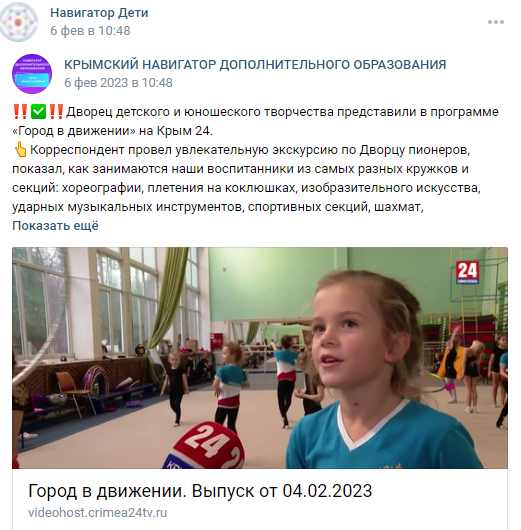 Навигатор Дети
6 фев в 10:48
КРЫМСКИЙ НАВИГАТОР ДОПОЛНИТЕЛЬНОГО ОБРАЗОВАНИЯ
6 фев 2023 в 10:48
‼️✅‼️Дворец детского и юношеского творчества представили в программе
«Город в движении» на Крым 24.
👆Корреспондент провел увлекательную экскурсию по Дворцу пионеров,
показал, как занимаются наши воспитанники из самых разных кружков и
секций: хореографии, плетения на коклюшках, изобразительного искусства,
ударных музыкальных инструментов, спортивных секций, шахмат,
Показать ещё
24
24
Город в движении. Выпуск от 04.02.2023
videohost.crimea24tv.ru